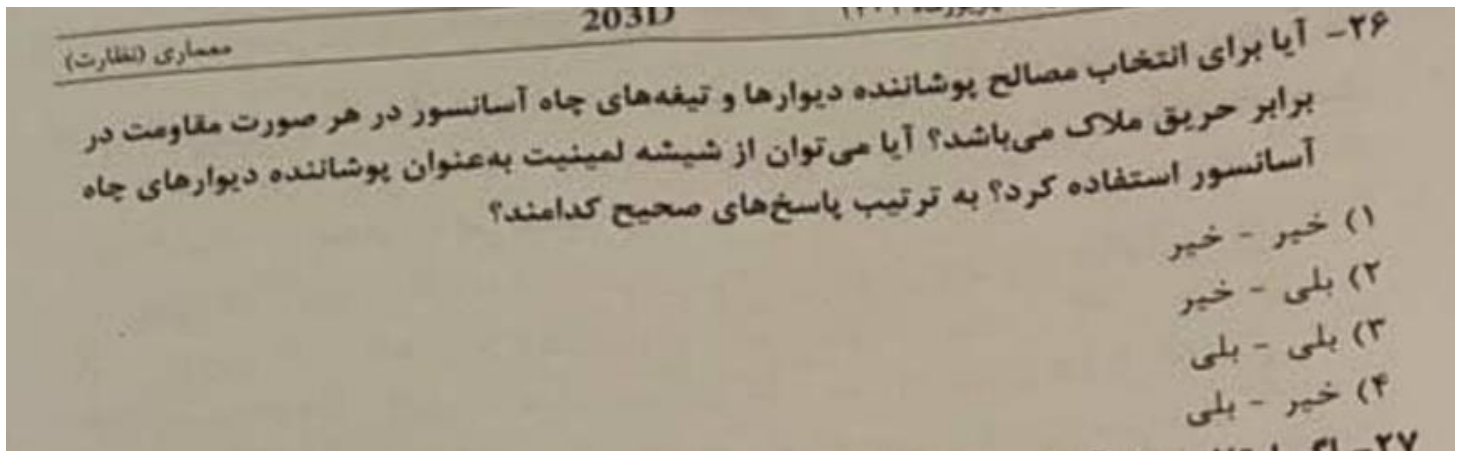 203D
معماری (نظارت)
۲۶- آیا برای انتخاب مصالح پوشاننده دیوارها و تیغه‌های چاه آسانسور در هر صورت مقاومت در
برابر حریق ملاک می‌باشد؟ آیا می‌توان از شیشه لمینیت به‌عنوان پوشاننده دیوارهای چاه
آسانسور استفاده کرد؟ به ترتیب پاسخ‌های صحیح کدامند؟
۱) خیر - خیر
۲) بلی - خیر
۳) بلی - بلی
۴) خیر - بلی
۲۷-